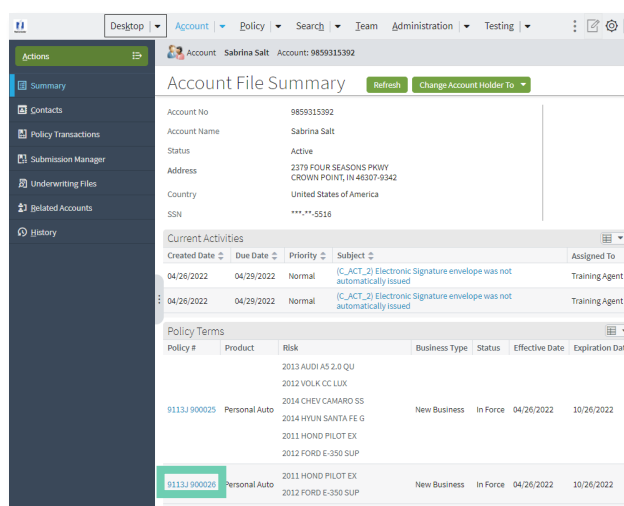 Desktop Account Policy Search Team Administration Testing
Actions
Account Sabrina Salt Account: 9859315392
Summary
Contacts
Policy Transactions
Submission Manager
Underwriting Files
Related Accounts
History
Account File Summary Refresh Change Account Holder To
Account No 9859315392
Account Name Sabrina Salt
Status Active
Address 2379 FOUR SEASONS PKWY
CROWN POINT, IN 46307-9342
Country United States of America
SSN ***-**-5516
Current Activities
Created Date Due Date Priority Subject Assigned To
04/26/2022 04/29/2022 Normal (C_ACT_2) Electronic Signature envelope was not Training Agent
automatically issued
04/26/2022 04/29/2022 Normal (C_ACT_2) Electronic Signature envelope was not Training Agent
automatically issued
Policy Terms
Policy # Product Risk Business Type Status Effective Date Expiration Dat
2013 AUDI A5 2.0 QU
2012 VOLK CC LUX
2014 CHEV CAMARO SS
9113J 900025 Personal Auto New Business In Force 04/26/2022 10/26/2022
2014 HYUN SANTA FE G
2011 HOND PILOT EX
2012 FORD E-350 SUP
2011 HOND PILOT EX
9113J 900026 Personal Auto New Business In Force 04/26/2022 10/26/2022
2012 FORD E-350 SUP